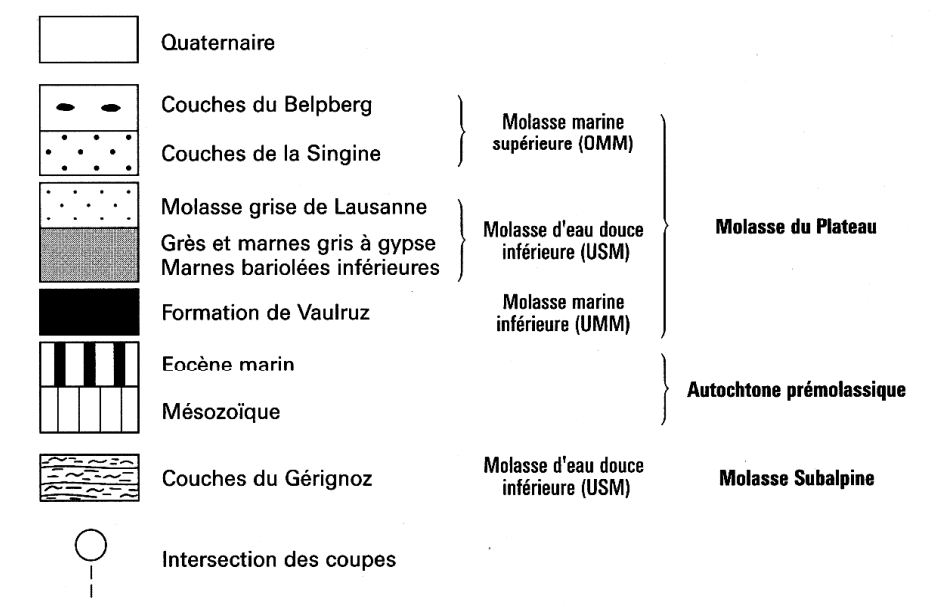 Quaternaire
Couches du Belpberg
Couches de la Singine
Molasse marine
supérieure (OMM)
Molasse grise de Lausanne
Grès et marnes gris à gypse
Marnes bariolées inférieures
Molasse d'eau douce
inférieure (USM)
Molasse du Plateau
Formation de Vaulruz
Molasse marine
inférieure (UMM)
Eocène marin
Mésozoïque
Autochtone prémolassique
Couches du Gérignoz
Molasse d'eau douce
inférieure (USM)
Molasse Subalpine
Intersection des coupes